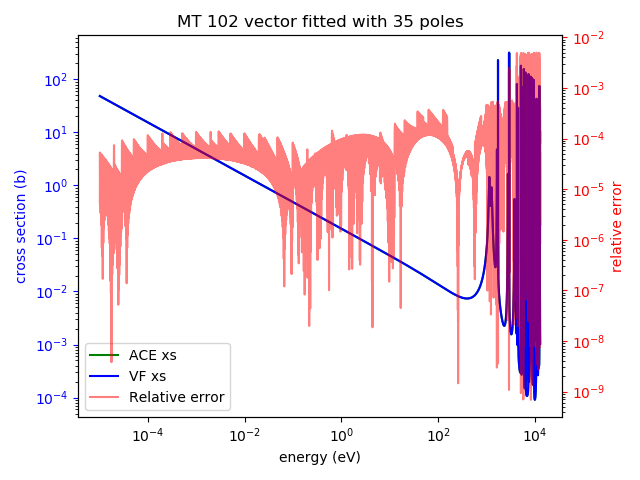 MT 102 vector fitted with 35 poles
cross section (b)
10²
10¹
10⁰
10⁻¹
10⁻²
10⁻³
10⁻⁴
10⁻²
10⁻³
10⁻⁴
10⁻⁵
10⁻⁶
10⁻⁷
10⁻⁸
10⁻⁹
relative error
ACE xs
VF xs
Relative error
10⁻⁴
10⁻²
10⁰
10²
10⁴
energy (eV)